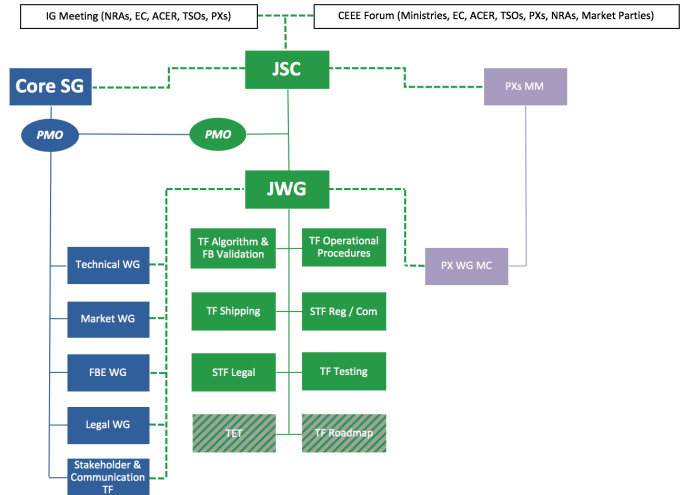 IG Meeting (NRAs, EC, ACER, TSOs, PXs)
CEEE Forum (Ministries, EC, ACER, TSOs, PXs, NRAs, Market Parties)
JSC
Core SG
PXs MM
PMO
PMO
JWG
TF Algorithm &
FB Validation
TF Operational
Procedures
Technical WG
PX WG MC
Market WG
TF Shipping
STF Reg / Com
FBE WG
STF Legal
TF Testing
Legal WG
TET
TF Roadmap
Stakeholder &
Communication
TF